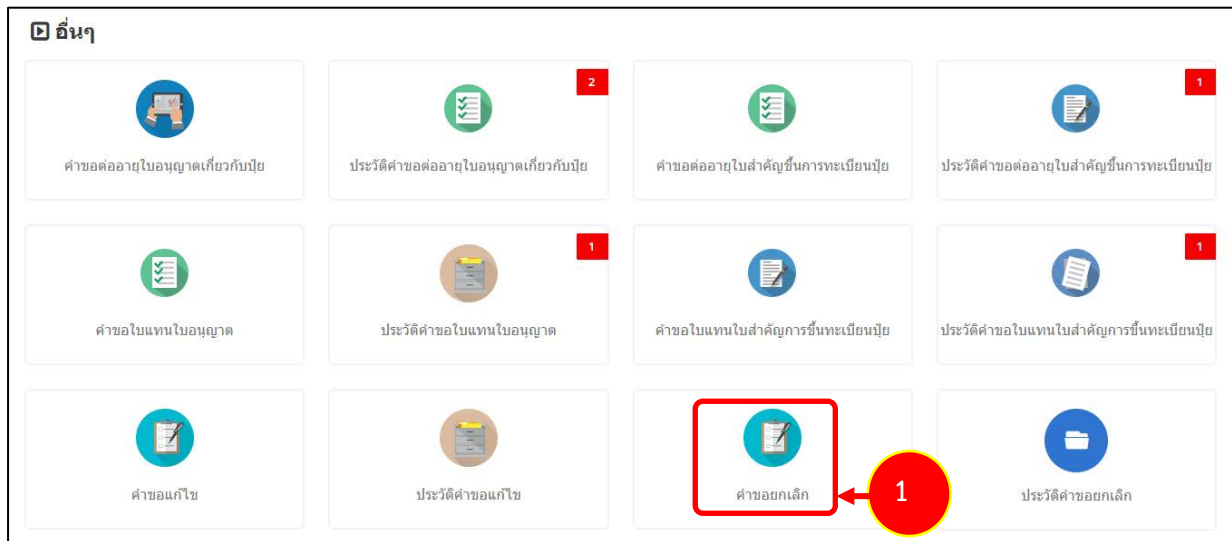 อื่นๆ
2
1
คำขอต่ออายุใบอนุญาตเกี่ยวกับปุ๋ย
ประวัติคำขอต่ออายุใบอนุญาตเกี่ยวกับปุ๋ย
คำขอต่ออายุใบสำคัญขึ้นการทะเบียนปุ๋ย
ประวัติคำขอต่ออายุใบสำคัญขึ้นการทะเบียนปุ๋ย
1
1
คำขอใบแทนใบอนุญาต
ประวัติคำขอใบแทนใบอนุญาต
คำขอใบแทนใบสำคัญการขึ้นทะเบียนปุ๋ย
ประวัติคำขอใบแทนใบสำคัญการขึ้นทะเบียนปุ๋ย
คำขอแก้ไข
ประวัติคำขอแก้ไข
คำขอยกเลิก
1
ประวัติคำขอยกเลิก